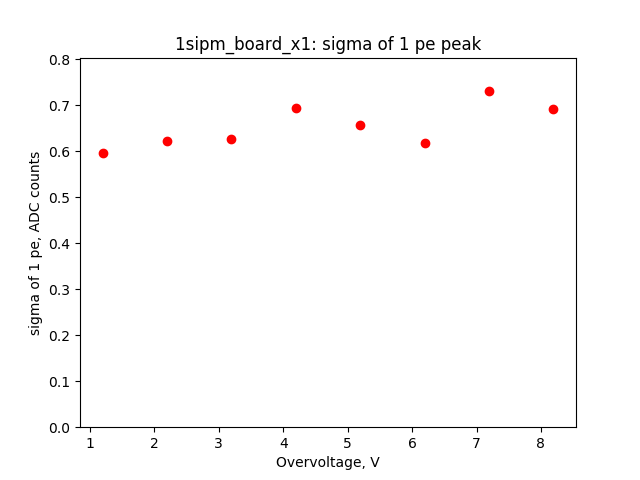 1sipm_board_x1: sigma of 1 pe peak
sigma of 1 pe, ADC counts
0.8
0.7
0.6
0.5
0.4
0.3
0.2
0.1
0.0
1 2 3 4 5 6 7 8
Overvoltage, V